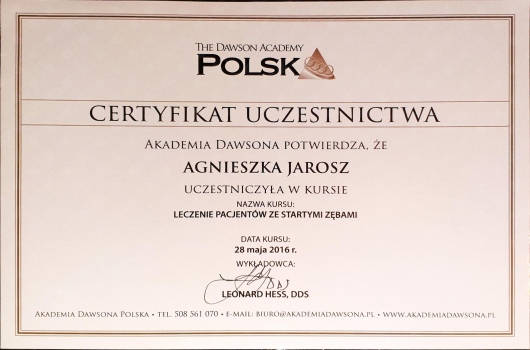 THE DAWSON ACADEMY
POLSKA
CERTYFIKAT UCZESTNICTWA
AKADEMIA DAWSONA POTWIERDZA, ŻE
AGNIESZKA JAROSZ
UCZESTNICZYŁA W KURSIE
NAZWA KURSU:
LECZENIE PACJENTÓW ZE STARTYMI ZĘBAMI
DATA KURSU:
28 maja 2016 r.
WYKŁADOWCA:
LEONARD HESS, DDS
AKADEMIA DAWSONA POLSKA • TEL. 508 561 070 • E-MAIL: BIURO@AKADEMIADAWSONA.PL • WWW.AKADEMIADAWSONA.PL